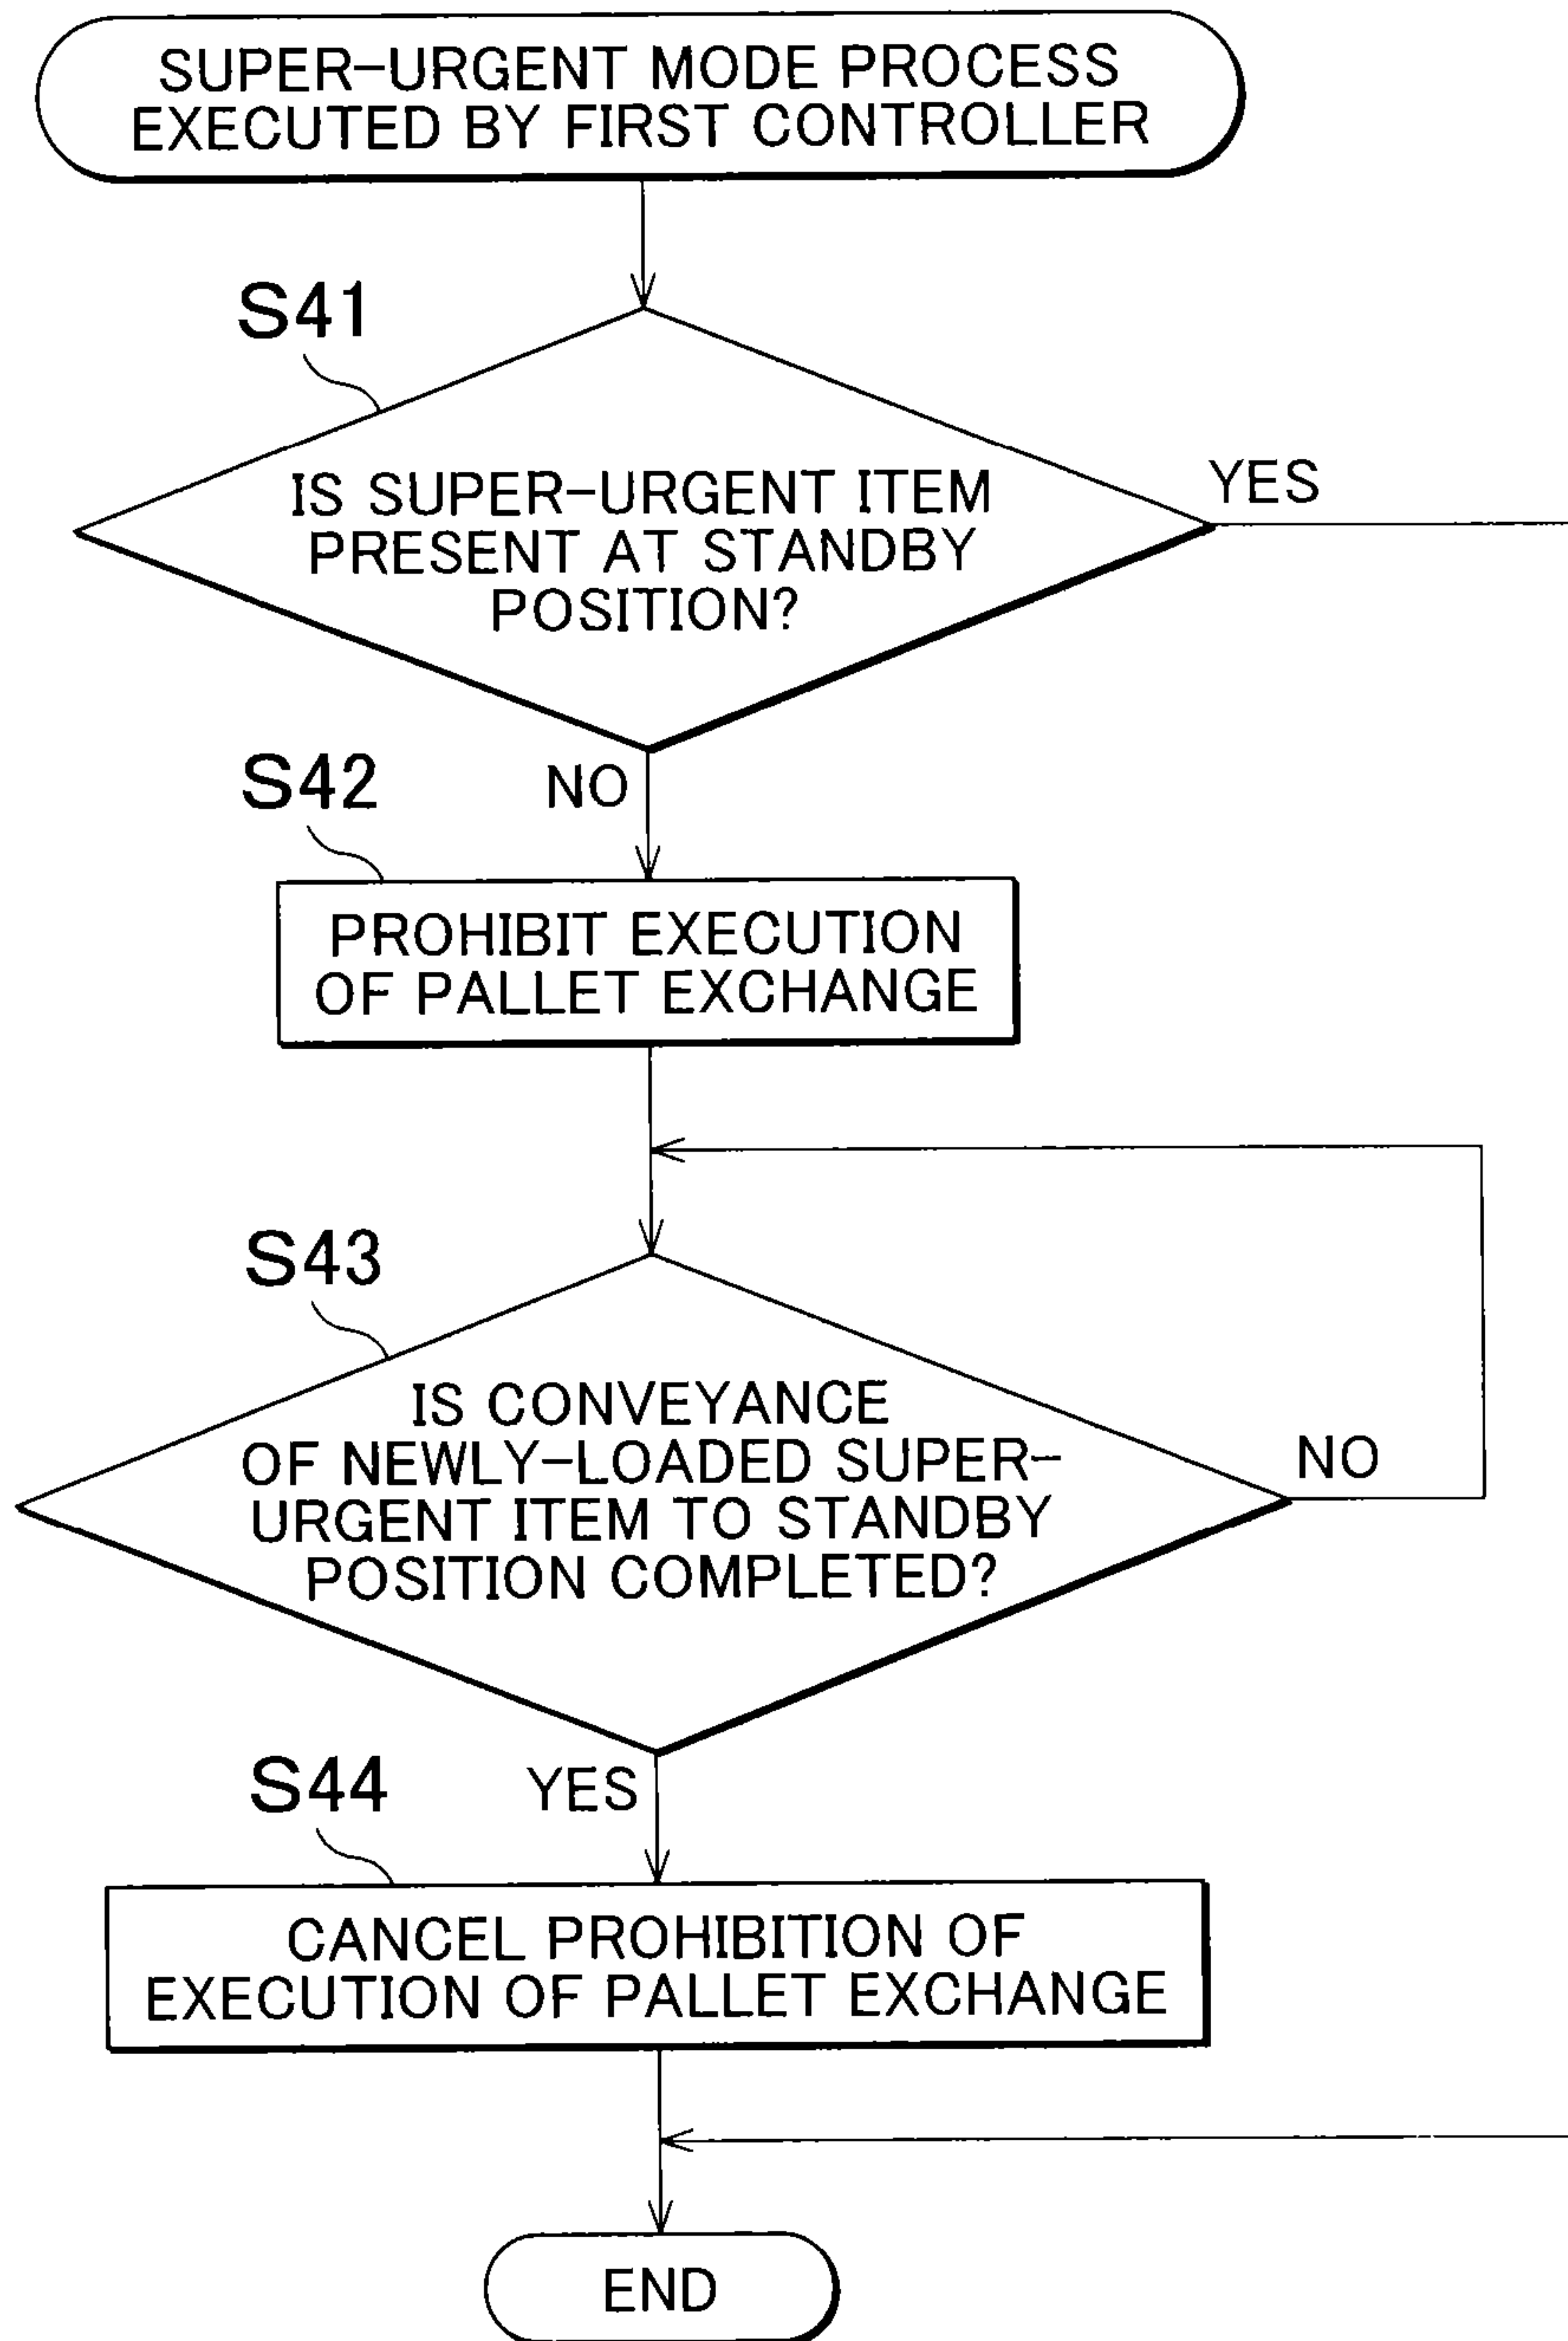 SUPER-URGENT MODE PROCESS
EXECUTED BY FIRST CONTROLLER
S41
IS SUPER-URGENT ITEM
PRESENT AT STANDBY
POSITION?
YES
NO
S42
PROHIBIT EXECUTION
OF PALLET EXCHANGE
S43
IS CONVEYANCE
OF NEWLY-LOADED SUPER-
URGENT ITEM TO STANDBY
POSITION COMPLETED?
NO
YES
S44
CANCEL PROHIBITION OF
EXECUTION OF PALLET EXCHANGE
END